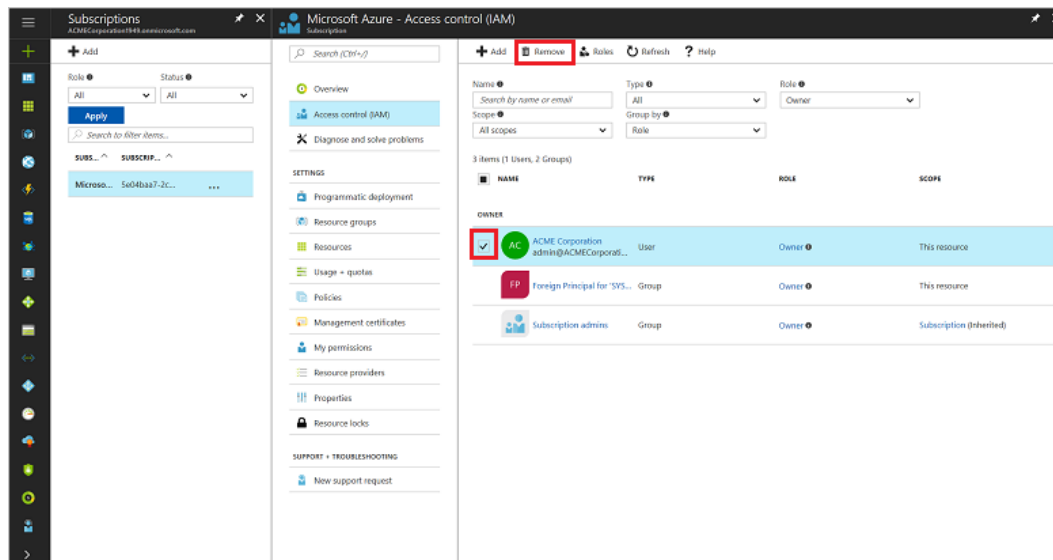 Subscriptions
ACMECorporation1949.onmicrosoft.com
Add
Role
Status
All
All
Apply
Search to filter items...
SUBS...
SUBSCRIP...
Microso...
5e04baa7-2c...
...
Microsoft Azure - Access control (IAM)
Subscription
Search (Ctrl+/)
Overview
Access control (IAM)
Diagnose and solve problems
SETTINGS
Programmatic deployment
Resource groups
Resources
Usage + quotas
Policies
Management certificates
My permissions
Resource providers
Properties
Resource locks
SUPPORT + TROUBLESHOOTING
New support request
Add Remove Roles Refresh Help
Name Type Role
Search by name or email All Owner
Scope Group by
All scopes Role
3 items (1 Users, 2 Groups)
NAME TYPE ROLE SCOPE
OWNER
AC ACME Corporation
admin@ACMECorporati... User Owner This resource
FP Foreign Principal for 'SYS... Group Owner This resource
Subscription admins Group Owner Subscription (Inherited)